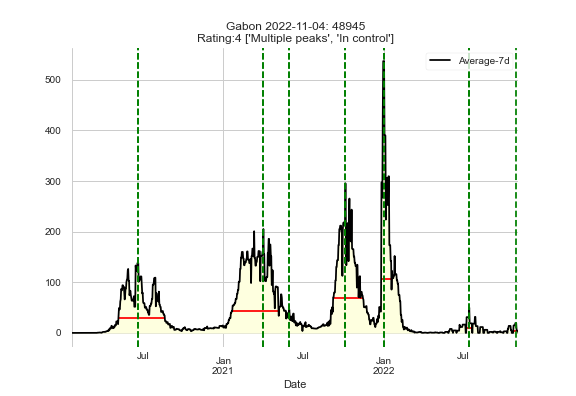 Gabon 2022-11-04: 48945
Rating:4 ['Multiple peaks', 'In control']
Average-7d
500
400
300
200
100
0
Jul
Jan
2021
Jul
Jan
2022
Jul
Date